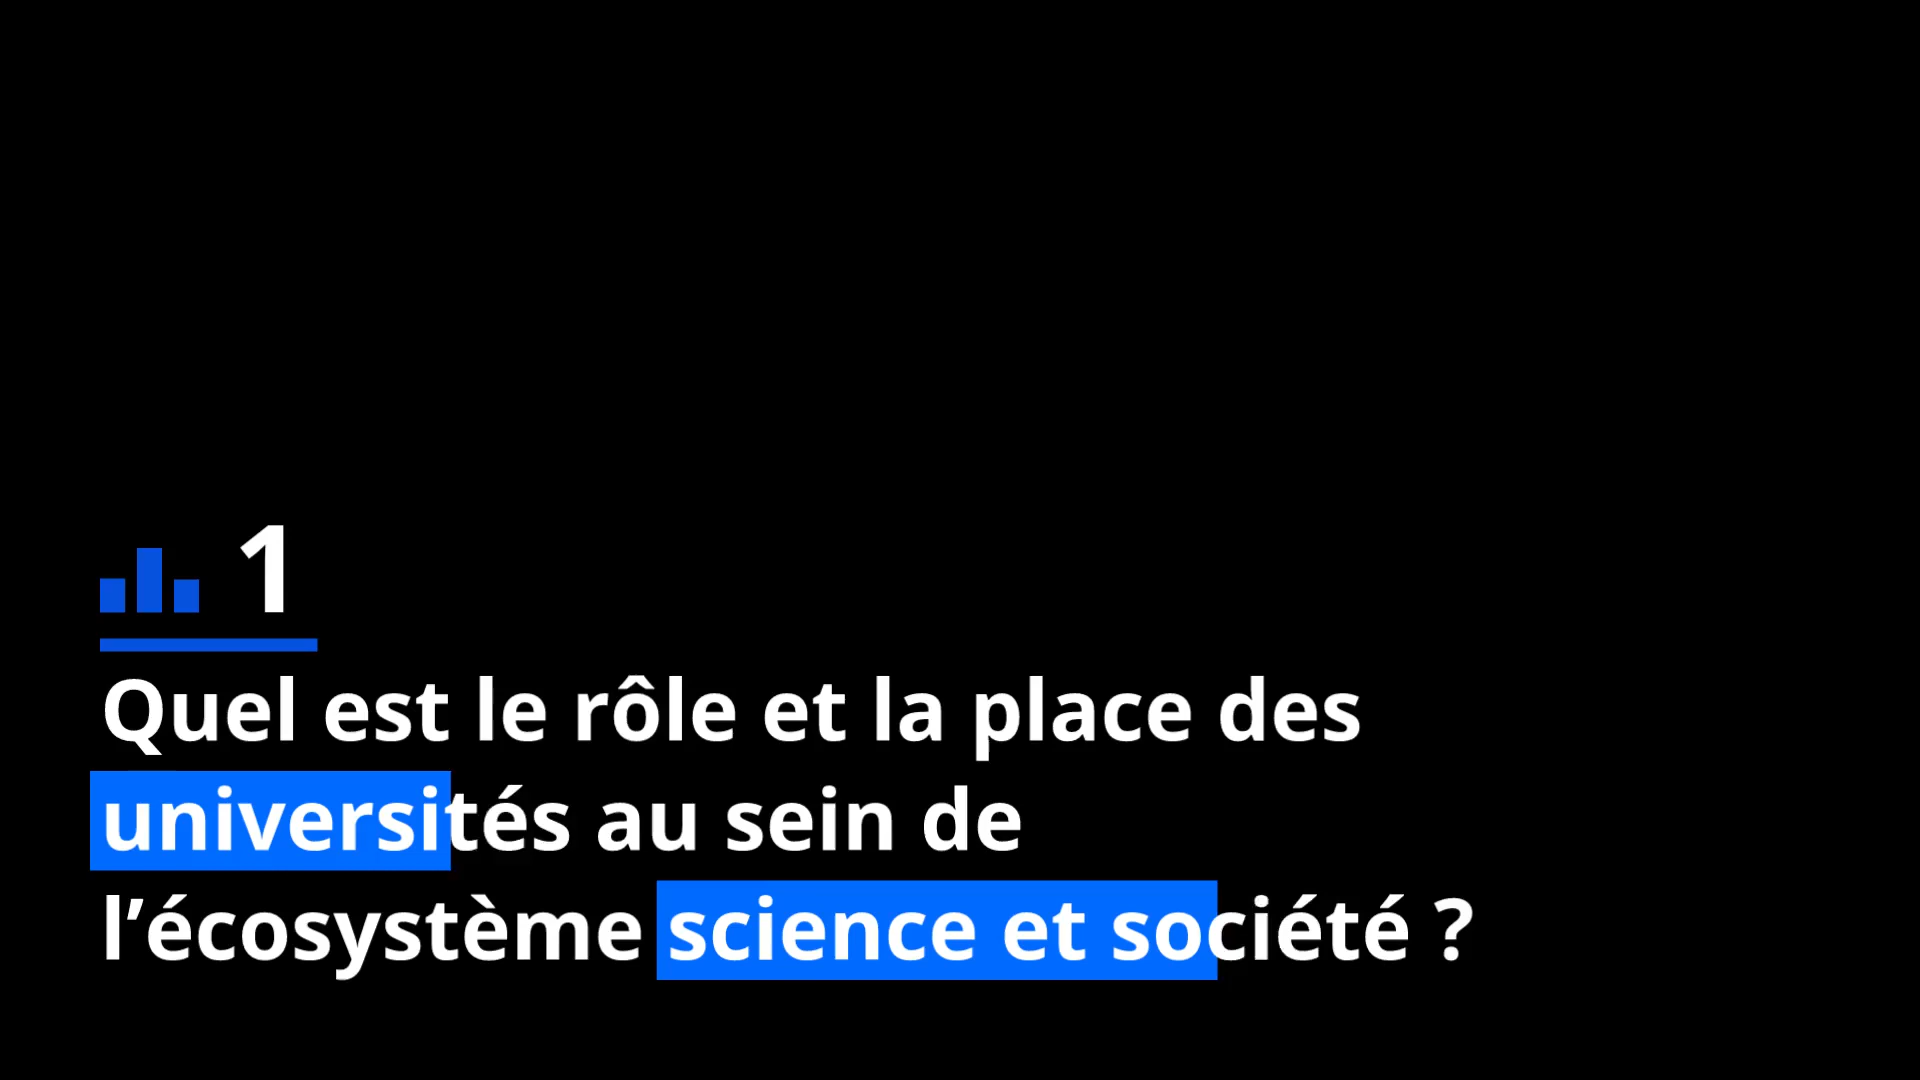 1
Quel est le rôle et la place des
universités au sein de
l’écosystème science et société ?